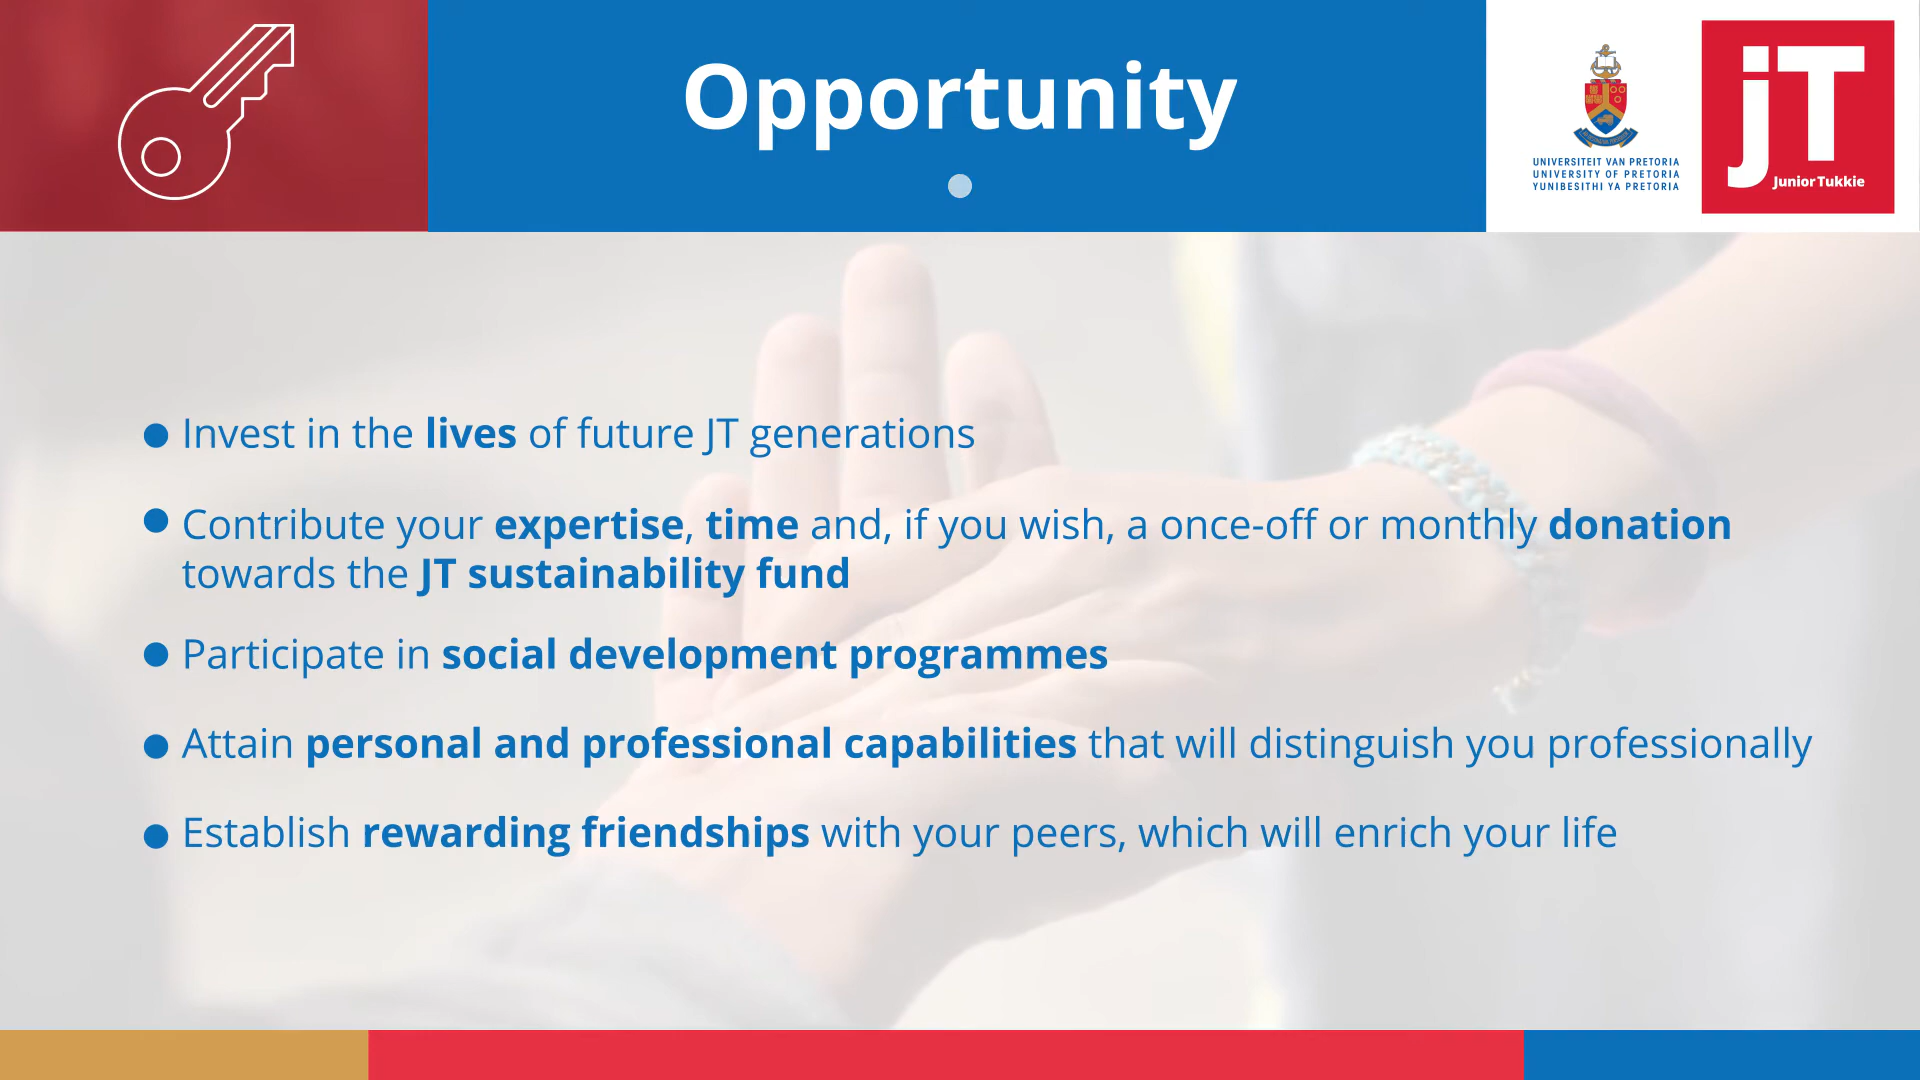 Opportunity
UNIVERSITEIT VAN PRETORIA
UNIVERSITY OF PRETORIA
YUNIBESITHI YA PRETORIA
jT
JuniorTukkie
● Invest in the lives of future JT generations
● Contribute your expertise, time and, if you wish, a once-off or monthly donation
towards the JT sustainability fund
● Participate in social development programmes
● Attain personal and professional capabilities that will distinguish you professionally
● Establish rewarding friendships with your peers, which will enrich your life